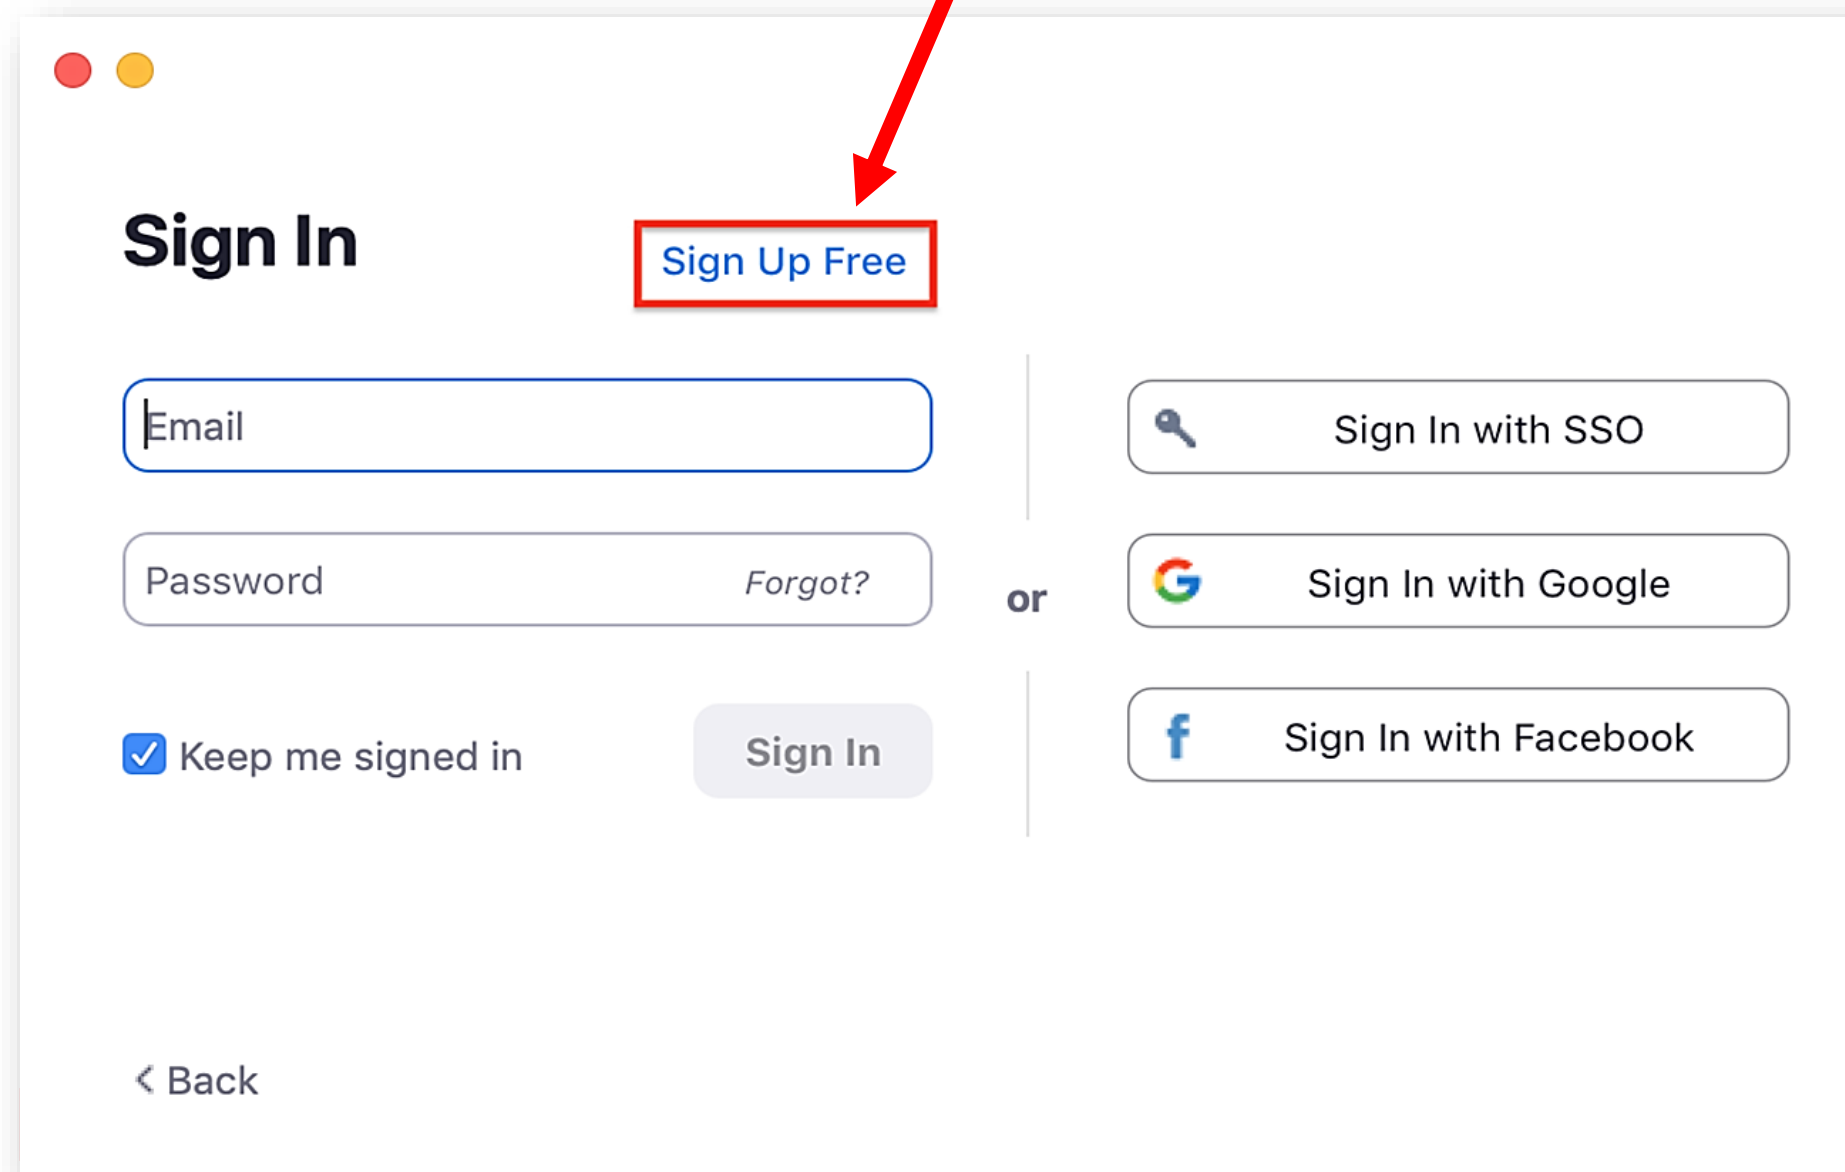 Sign In
Sign Up Free
Email
Password
Forgot?
Keep me signed in
Sign In
or
Sign In with SSO
Sign In with Google
Sign In with Facebook
Back